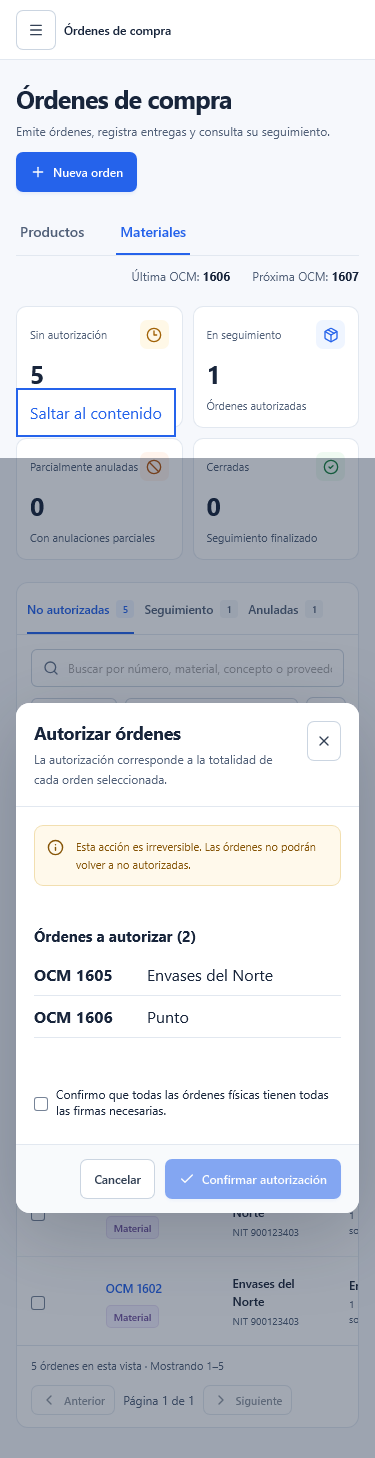 Órdenes de compra
Órdenes de compra
Emite órdenes, registra entregas y consulta su seguimiento.
Nueva orden
Productos
Materiales
Última OCM: 1606 Próxima OCM: 1607
Sin autorización
5
En seguimiento
1
Órdenes autorizadas
Saltar al contenido
Parcialmente anuladas
0
Con anulaciones parciales
Cerradas
0
Seguimiento finalizado
No autorizadas 5
Seguimiento 1
Anuladas 1
Buscar por número, material, concepto o proveed
Autorizar órdenes
La autorización corresponde a la totalidad de
cada orden seleccionada.
Esta acción es irreversible. Las órdenes no podrán
volver a no autorizadas.
Órdenes a autorizar (2)
OCM 1605 Envases del Norte
OCM 1606 Punto
Confirmo que todas las órdenes físicas tienen todas
las firmas necesarias.
Cancelar
Confirmar autorización
Material
Norte
NIT 900123403
1
so
OCM 1602
Material
Envases del
Norte
NIT 900123403
1
so
5 órdenes en esta vista · Mostrando 1–5
Anterior
Página 1 de 1
Siguiente